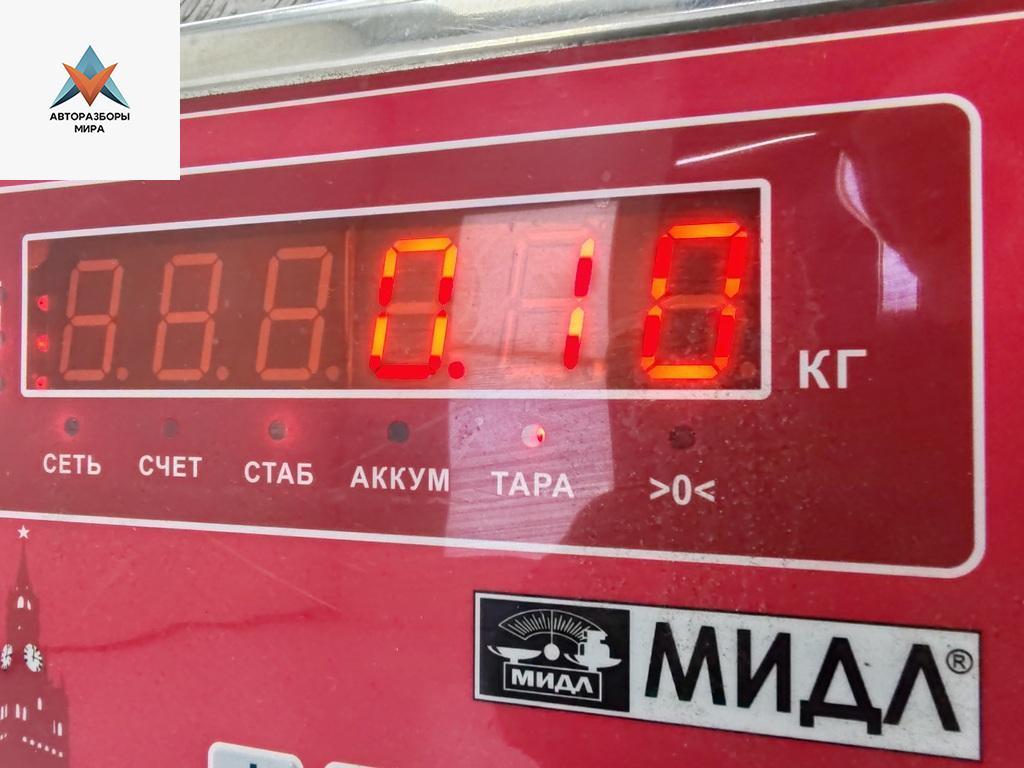 АВТОРАЗБОРЫ
МИРА
0.10
КГ
СЕТЬ СЧЕТ СТАБ АККУМ ТАРА >0<
МИДЛ МИДЛ®